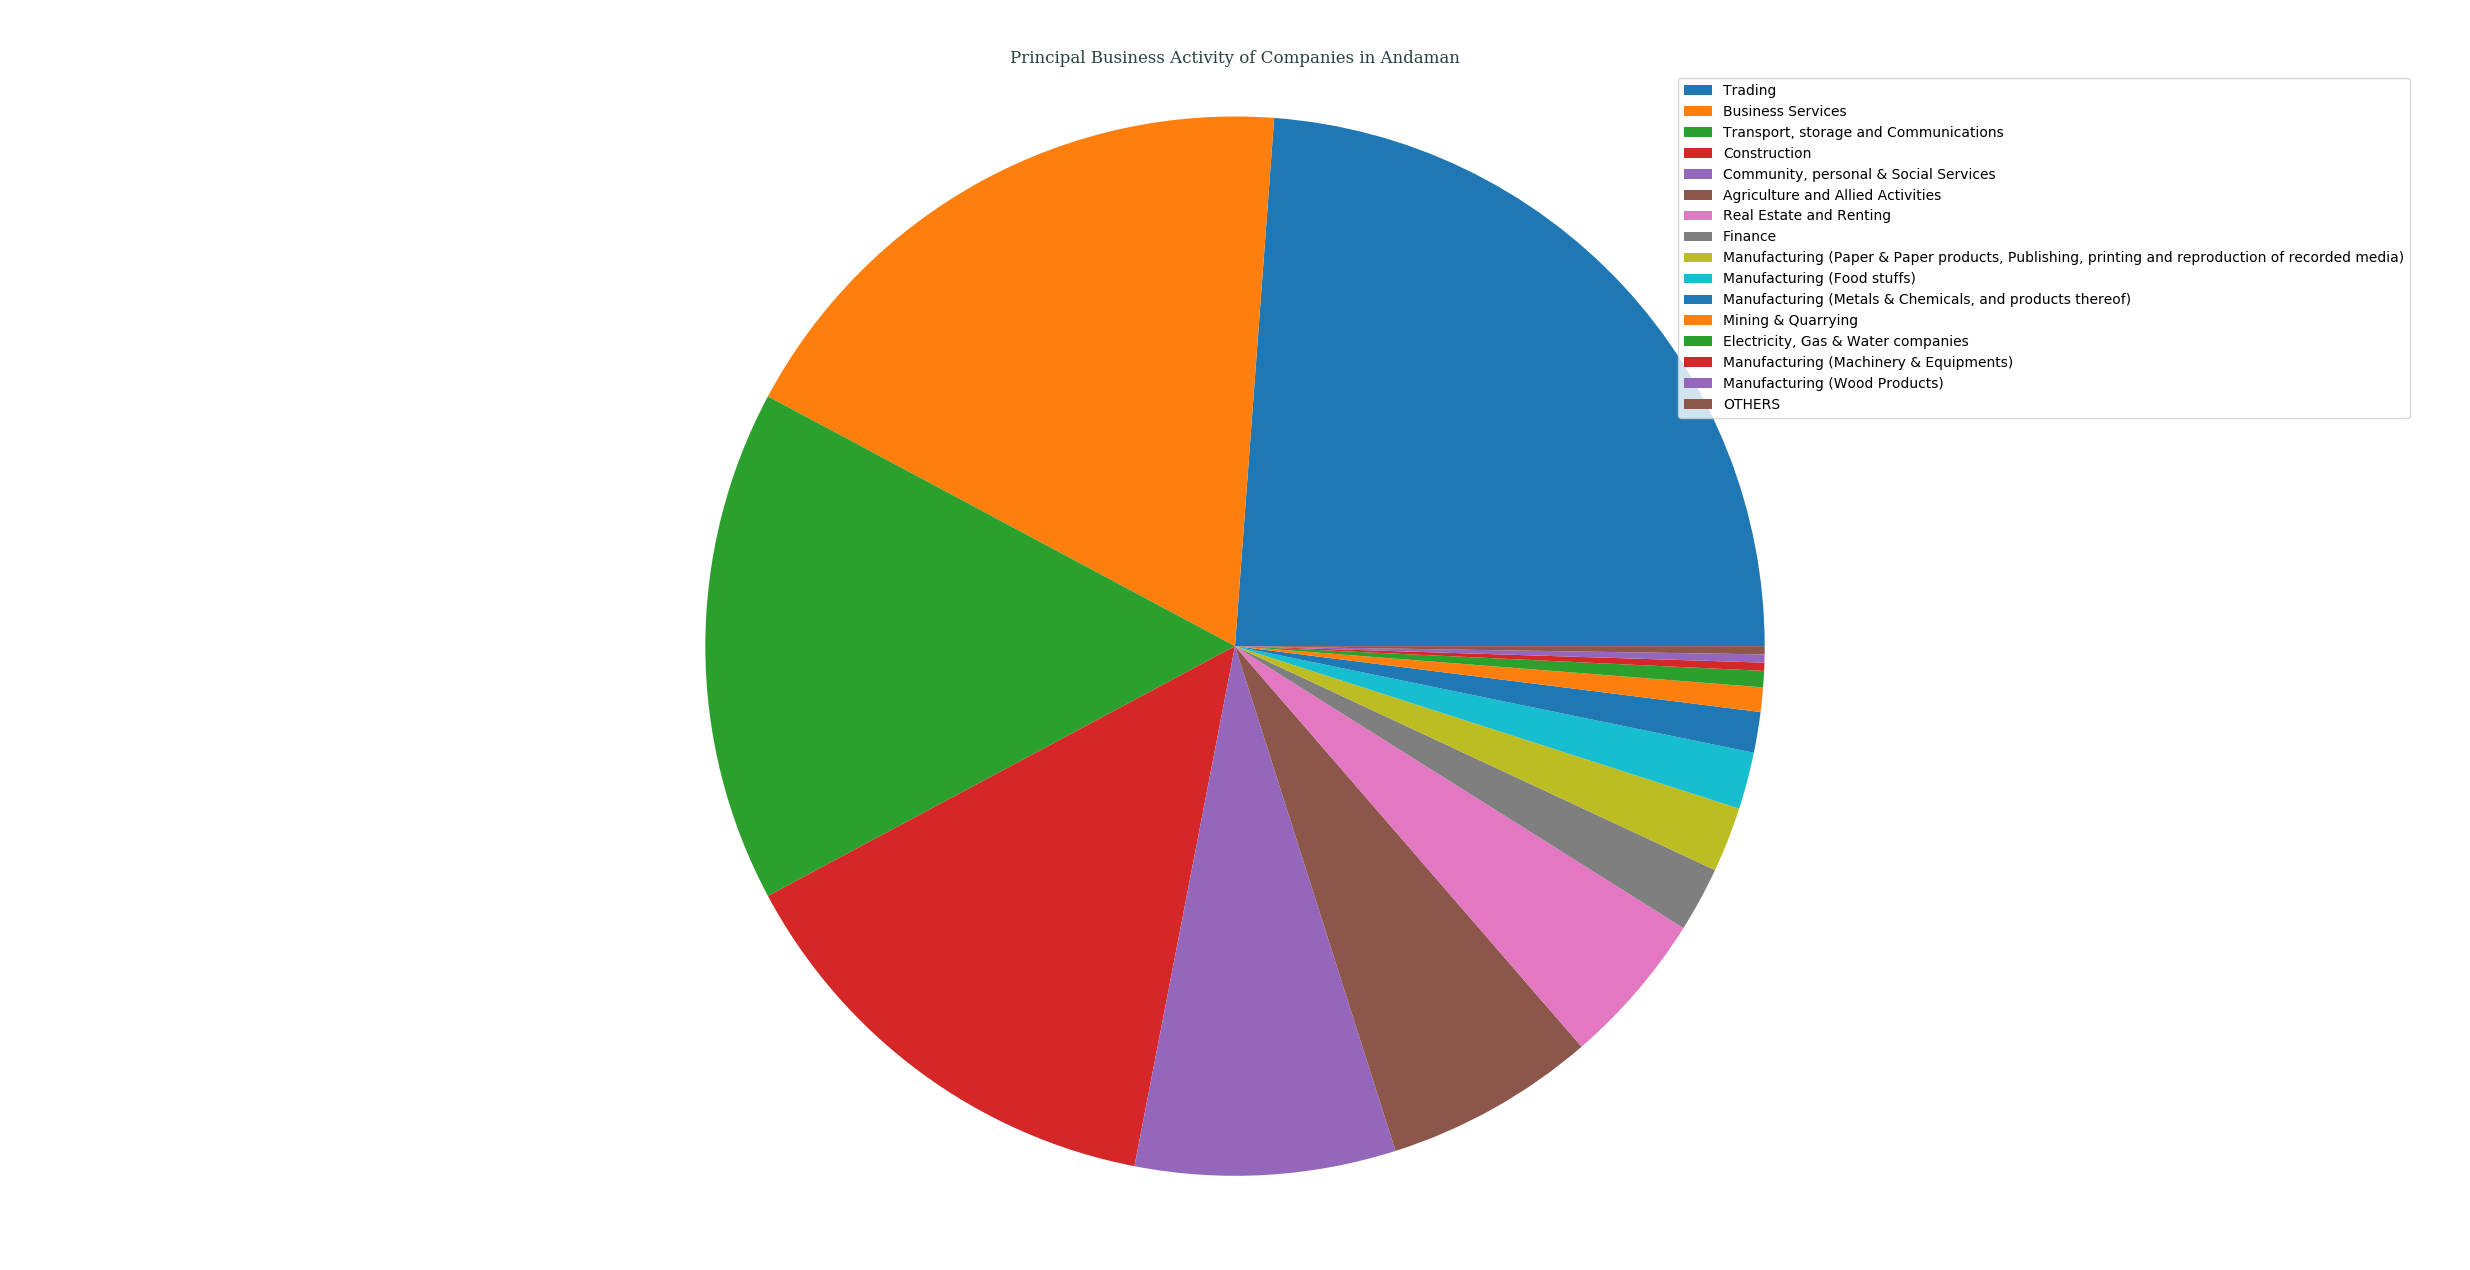 Principal Business Activity of Companies in Andaman
Trading
Business Services
Transport, storage and Communications
Construction
Community, personal & Social Services
Agriculture and Allied Activities
Real Estate and Renting
Finance
Manufacturing (Paper & Paper products, Publishing, printing and reproduction of recorded media)
Manufacturing (Food stuffs)
Manufacturing (Metals & Chemicals, and products thereof)
Mining & Quarrying
Electricity, Gas & Water companies
Manufacturing (Machinery & Equipments)
Manufacturing (Wood Products)
OTHERS